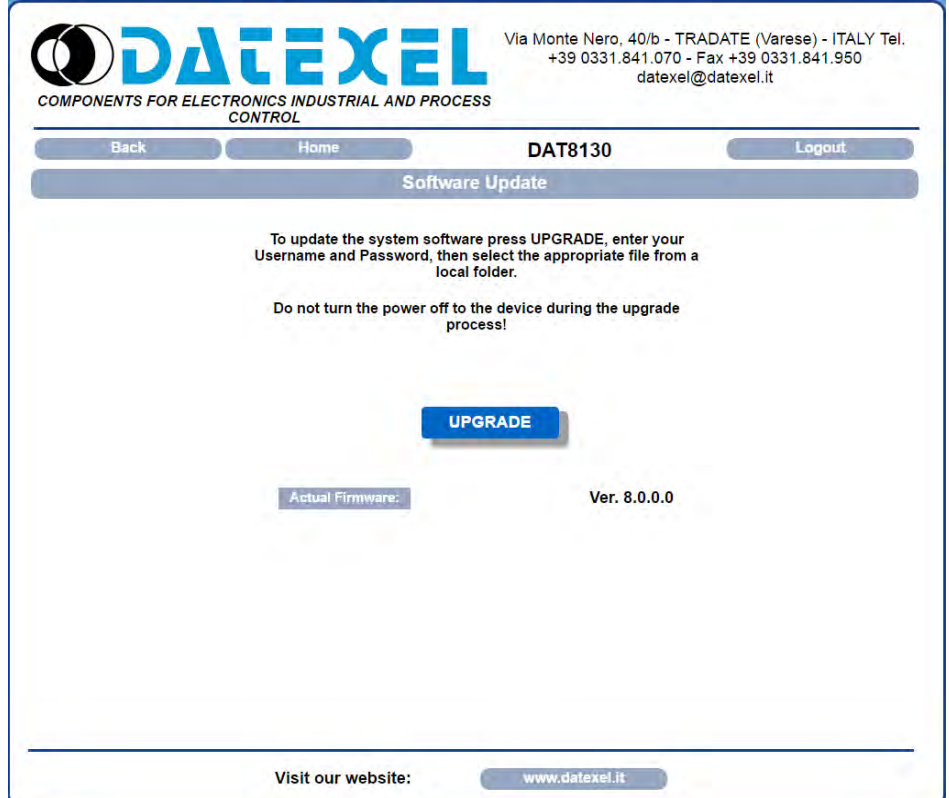 DATEXEL
COMPONENTS FOR ELECTRONICS INDUSTRIAL AND PROCESS
CONTROL
Via Monte Nero, 40/b - TRADATE (Varese) - ITALY Tel.
+39 0331.841.070 - Fax +39 0331.841.950
datexel@datexel.it
Back Home DAT8130 Logout
Software Update
To update the system software press UPGRADE, enter your
Username and Password, then select the appropriate file from a
local folder.
Do not turn the power off to the device during the upgrade
process!
UPGRADE
Actual Firmware: Ver. 8.0.0.0
Visit our website: www.datexel.it